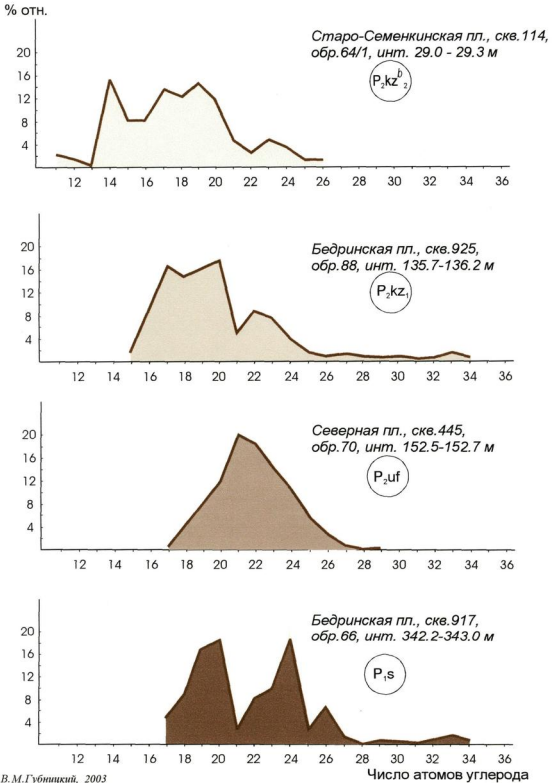 % отн.
Старо-Семенкинская пл., скв.114,
обр.64/1, инт. 29.0 - 29.3 м
P₂kzᵇ₂
20
16
12
8
4
12 14 16 18 20 22 24 26 28 30 32 34 36
Бедринская пл., скв.925,
обр.88, инт. 135.7-136.2 м
P₂kz₁
20
16
12
8
4
12 14 16 18 20 22 24 26 28 30 32 34 36
Северная пл., скв.445,
обр.70, инт. 152.5-152.7 м
P₂uf
20
16
12
8
4
12 14 16 18 20 22 24 26 28 30 32 34 36
Бедринская пл., скв.917,
обр.66, инт. 342.2-343.0 м
P₁s
20
16
12
8
4
12 14 16 18 20 22 24 26 28 30 32 34 36
Число атомов углерода
В.М.Губницкий, 2003